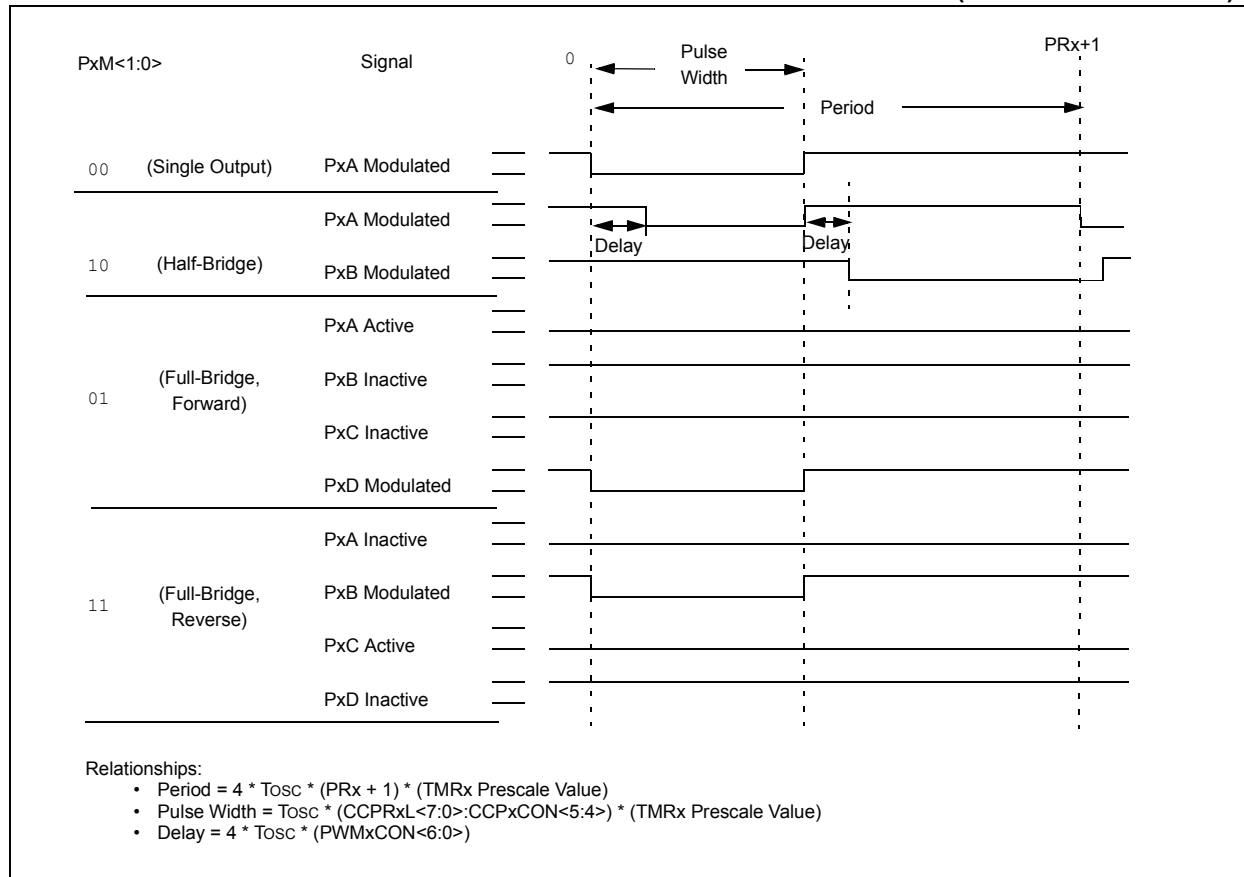 PxM<1:0>
Signal
0
Pulse
Width
PRx+1
Period
00
(Single Output)
PxA Modulated
10
(Half-Bridge)
PxA Modulated
Delay
Delay
PxB Modulated
01
(Full-Bridge,
Forward)
PxA Active
PxB Inactive
PxC Inactive
PxD Modulated
11
(Full-Bridge,
Reverse)
PxA Inactive
PxB Modulated
PxC Active
PxD Inactive
Relationships:
• Period = 4 * TOSC * (PRx + 1) * (TMRx Prescale Value)
• Pulse Width = TOSC * (CCPRxL<7:0>:CCPxCON<5:4>) * (TMRx Prescale Value)
• Delay = 4 * TOSC * (PWMxCON<6:0>)